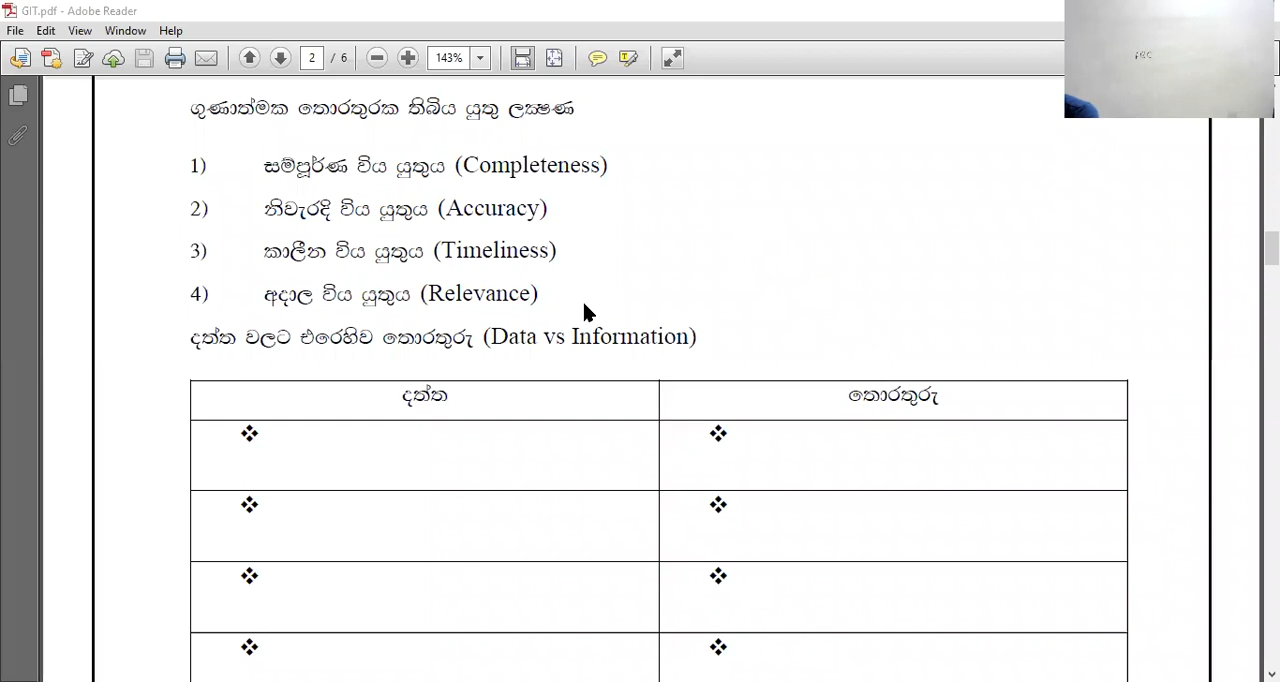 GIT.pdf - Adobe Reader
File Edit View Window Help
2 / 6 143%
ගුණාත්මක තොරතුරක තිබිය යුතු ලක්‍ෂණ
1) සම්පූර්ණ විය යුතුය (Completeness)
2) නිවැරදි විය යුතුය (Accuracy)
3) කාලීන විය යුතුය (Timeliness)
4) අදාල විය යුතුය (Relevance)
දත්ත වලට එරෙහිව තොරතුරු (Data vs Information)
දත්ත තොරතුරු